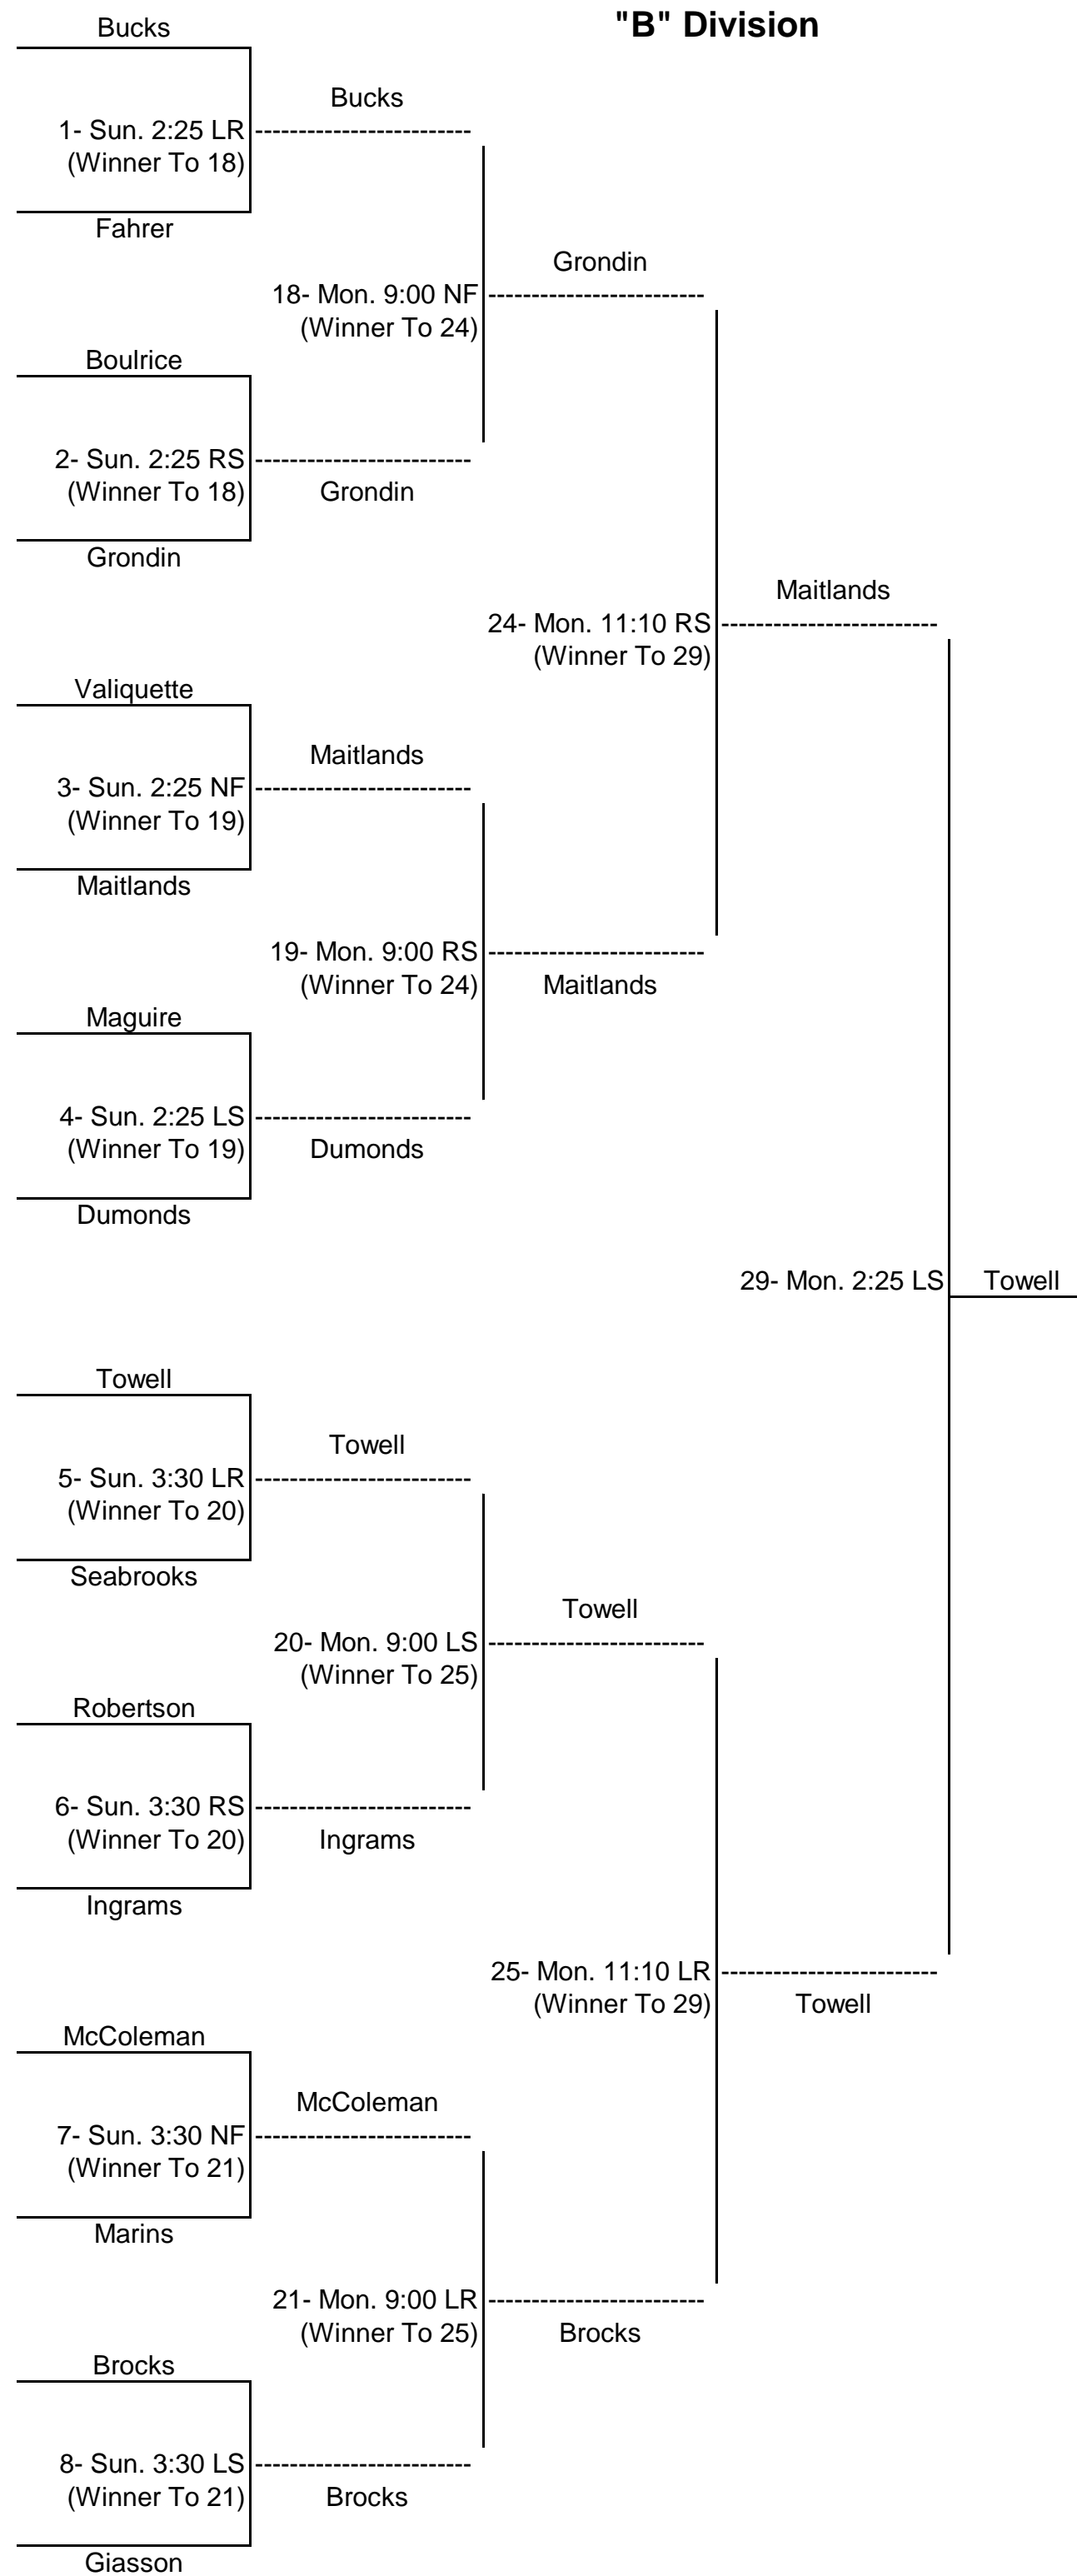 Bucks
"B" Division
Bucks
1- Sun. 2:25 LR
(Winner To 18)
Fahrer
Grondin
18- Mon. 9:00 NF
(Winner To 24)
Boulrice
2- Sun. 2:25 RS
(Winner To 18)
Grondin
Grondin
Maitlands
24- Mon. 11:10 RS
(Winner To 29)
Valiquette
Maitlands
3- Sun. 2:25 NF
(Winner To 19)
Maitlands
19- Mon. 9:00 RS
(Winner To 24)
Maitlands
Maguire
4- Sun. 2:25 LS
(Winner To 19)
Dumonds
Dumonds
29- Mon. 2:25 LS
Towell
Towell
Towell
5- Sun. 3:30 LR
(Winner To 20)
Seabrooks
Towell
20- Mon. 9:00 LS
(Winner To 25)
Robertson
6- Sun. 3:30 RS
(Winner To 20)
Ingrams
Ingrams
25- Mon. 11:10 LR
(Winner To 29)
Towell
McColeman
McColeman
7- Sun. 3:30 NF
(Winner To 21)
Marins
21- Mon. 9:00 LR
(Winner To 25)
Brocks
Brocks
8- Sun. 3:30 LS
(Winner To 21)
Brocks
Giasson